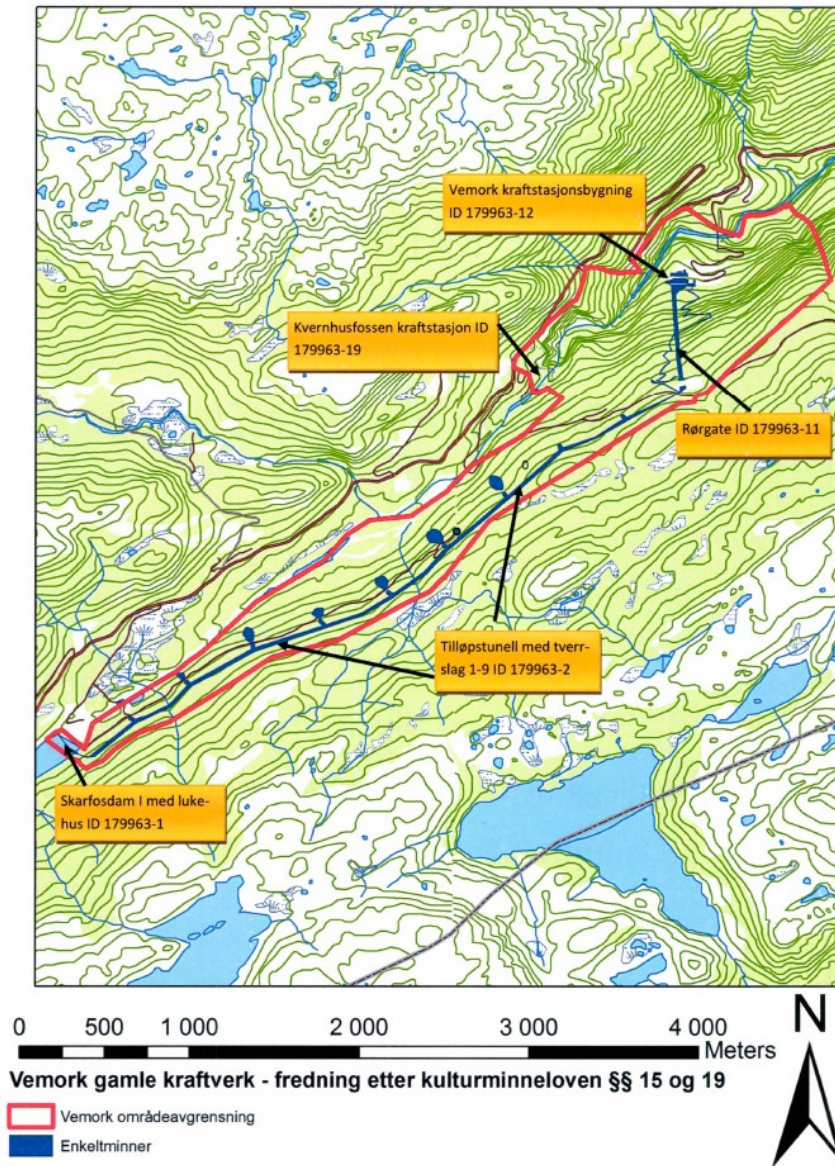 Vemork kraftstasjonsbygning
ID 179963-12
Kvernhusfossen kraftstasjon ID
179963-19
Rørgate ID 179963-11
Tilløpstunell med tverr-
slag 1-9 ID 179963-2
Skarfosdam I med luke-
hus ID 179963-1
0 500 1 000 2 000 3 000 4 000
Meters
N
Vemork gamle kraftverk - fredning etter kulturminneloven §§ 15 og 19
Vemork områdeavgrensning
Enkeltminner